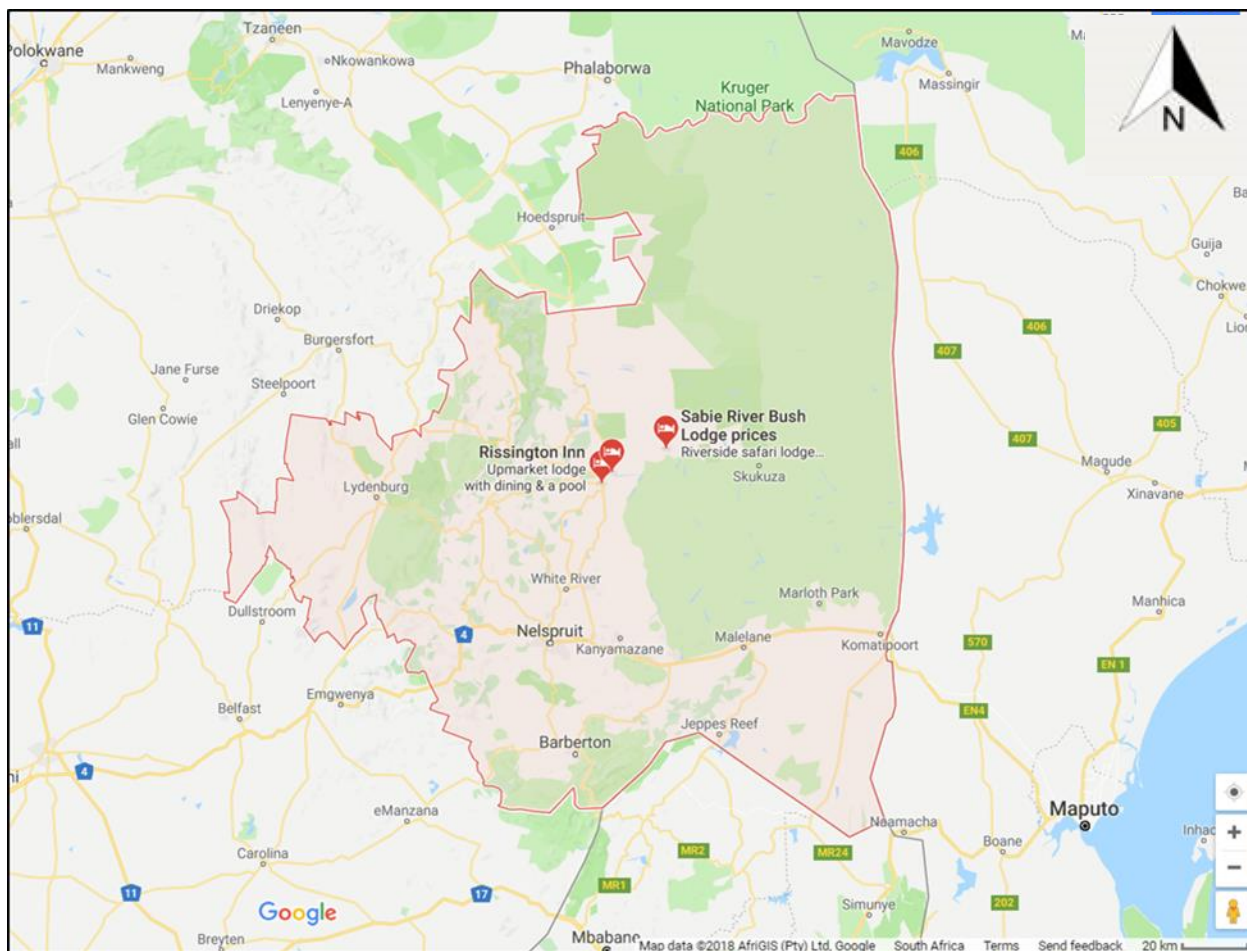 Tzaneen
Mavodze
Polokwane
Mankweng
Nkowankowa
Phalaborwa
Massingir
Lenyenye-A
Kruger
National Park
N
406
Hoedspruit
Guija
Driekop
Chokwe
406
Burgersfort
407
Jane Furse
Steelpoort
Glen Cowie
Sabie River Bush
Lodge prices
Riverside safari lodge...
405
407
Rissington Inn
Upmarket lodge
with dining & a pool
Skukuza
Magude
Xinavane
Lydenburg
White River
Marloth Park
Manhica
Dullstroom
11
4
Nelspruit
Kanyamazane
Malelane
Komatipoort
570
EN 1
Emgwenya
Belfast
EN4
Jeppes Reef
Barberton
4
eManzana
Maputo
Naamacha
Boane
Carolina
MR2
MR24
11
17
MR1
Simunye
202
Google
Breyten
Mbabane
Map data ©2018 AfriGIS (Pty) Ltd, Google South Africa Terms Send feedback 20 km